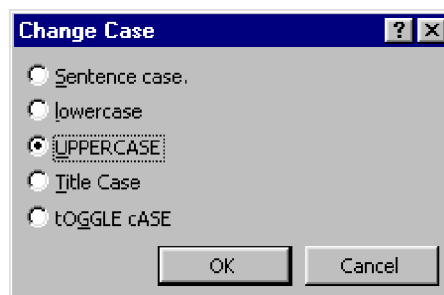 Change Case ? X
Sentence case.
lowercase
UPPERCASE
Title Case
tOGGLE cASE
OK Cancel